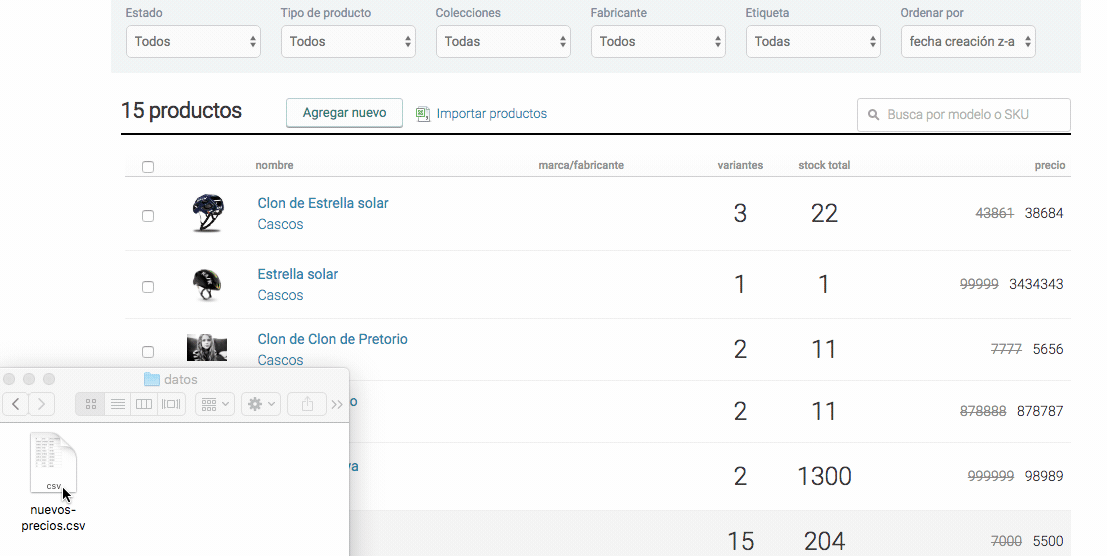 Estado Tipo de producto Colecciones Fabricante Etiqueta Ordenar por
Todos Todos Todas Todos Todas fecha creación z-a
15 productos Agregar nuevo Importar productos Busca por modelo o SKU
nombre marca/fabricante variantes stock total precio
Clon de Estrella solar
Cascos
3 22 43861 38684
Estrella solar
Cascos
1 1 99999 3434343
Clon de Clon de Pretorio
Cascos
2 11 7777 5656
datos
o
2 11 878888 878787
va
2 1300 999999 98989
CSV
nuevos-
precios.csv
15 204 7000 5500